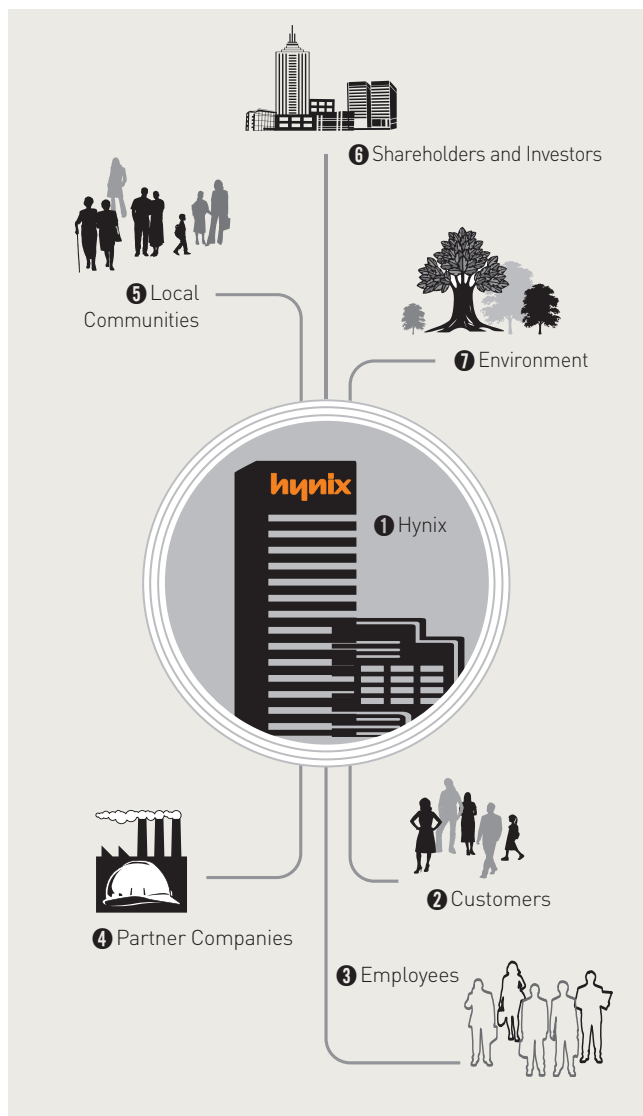 ❻ Shareholders and Investors
❺ Local
Communities
❼ Environment
hynix
❶ Hynix
❷ Customers
❹ Partner Companies
❸ Employees